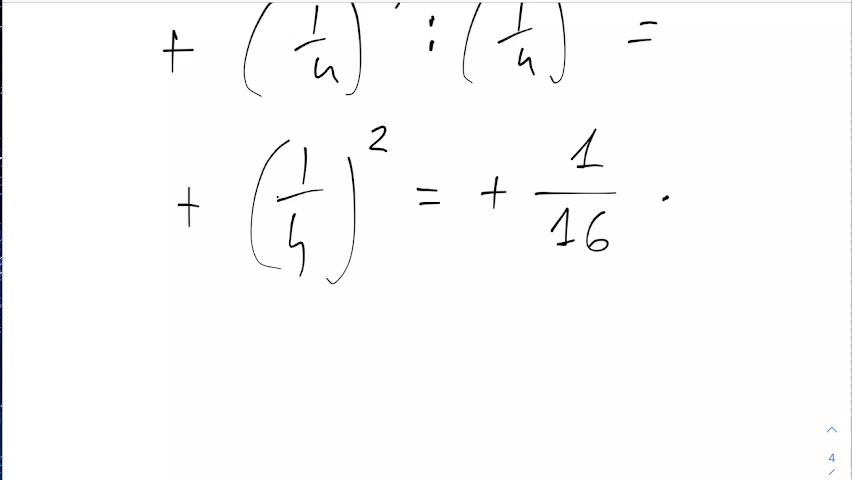 + (1/4) : (1/4) =
+ (1/4)² = + 1/16 .
4